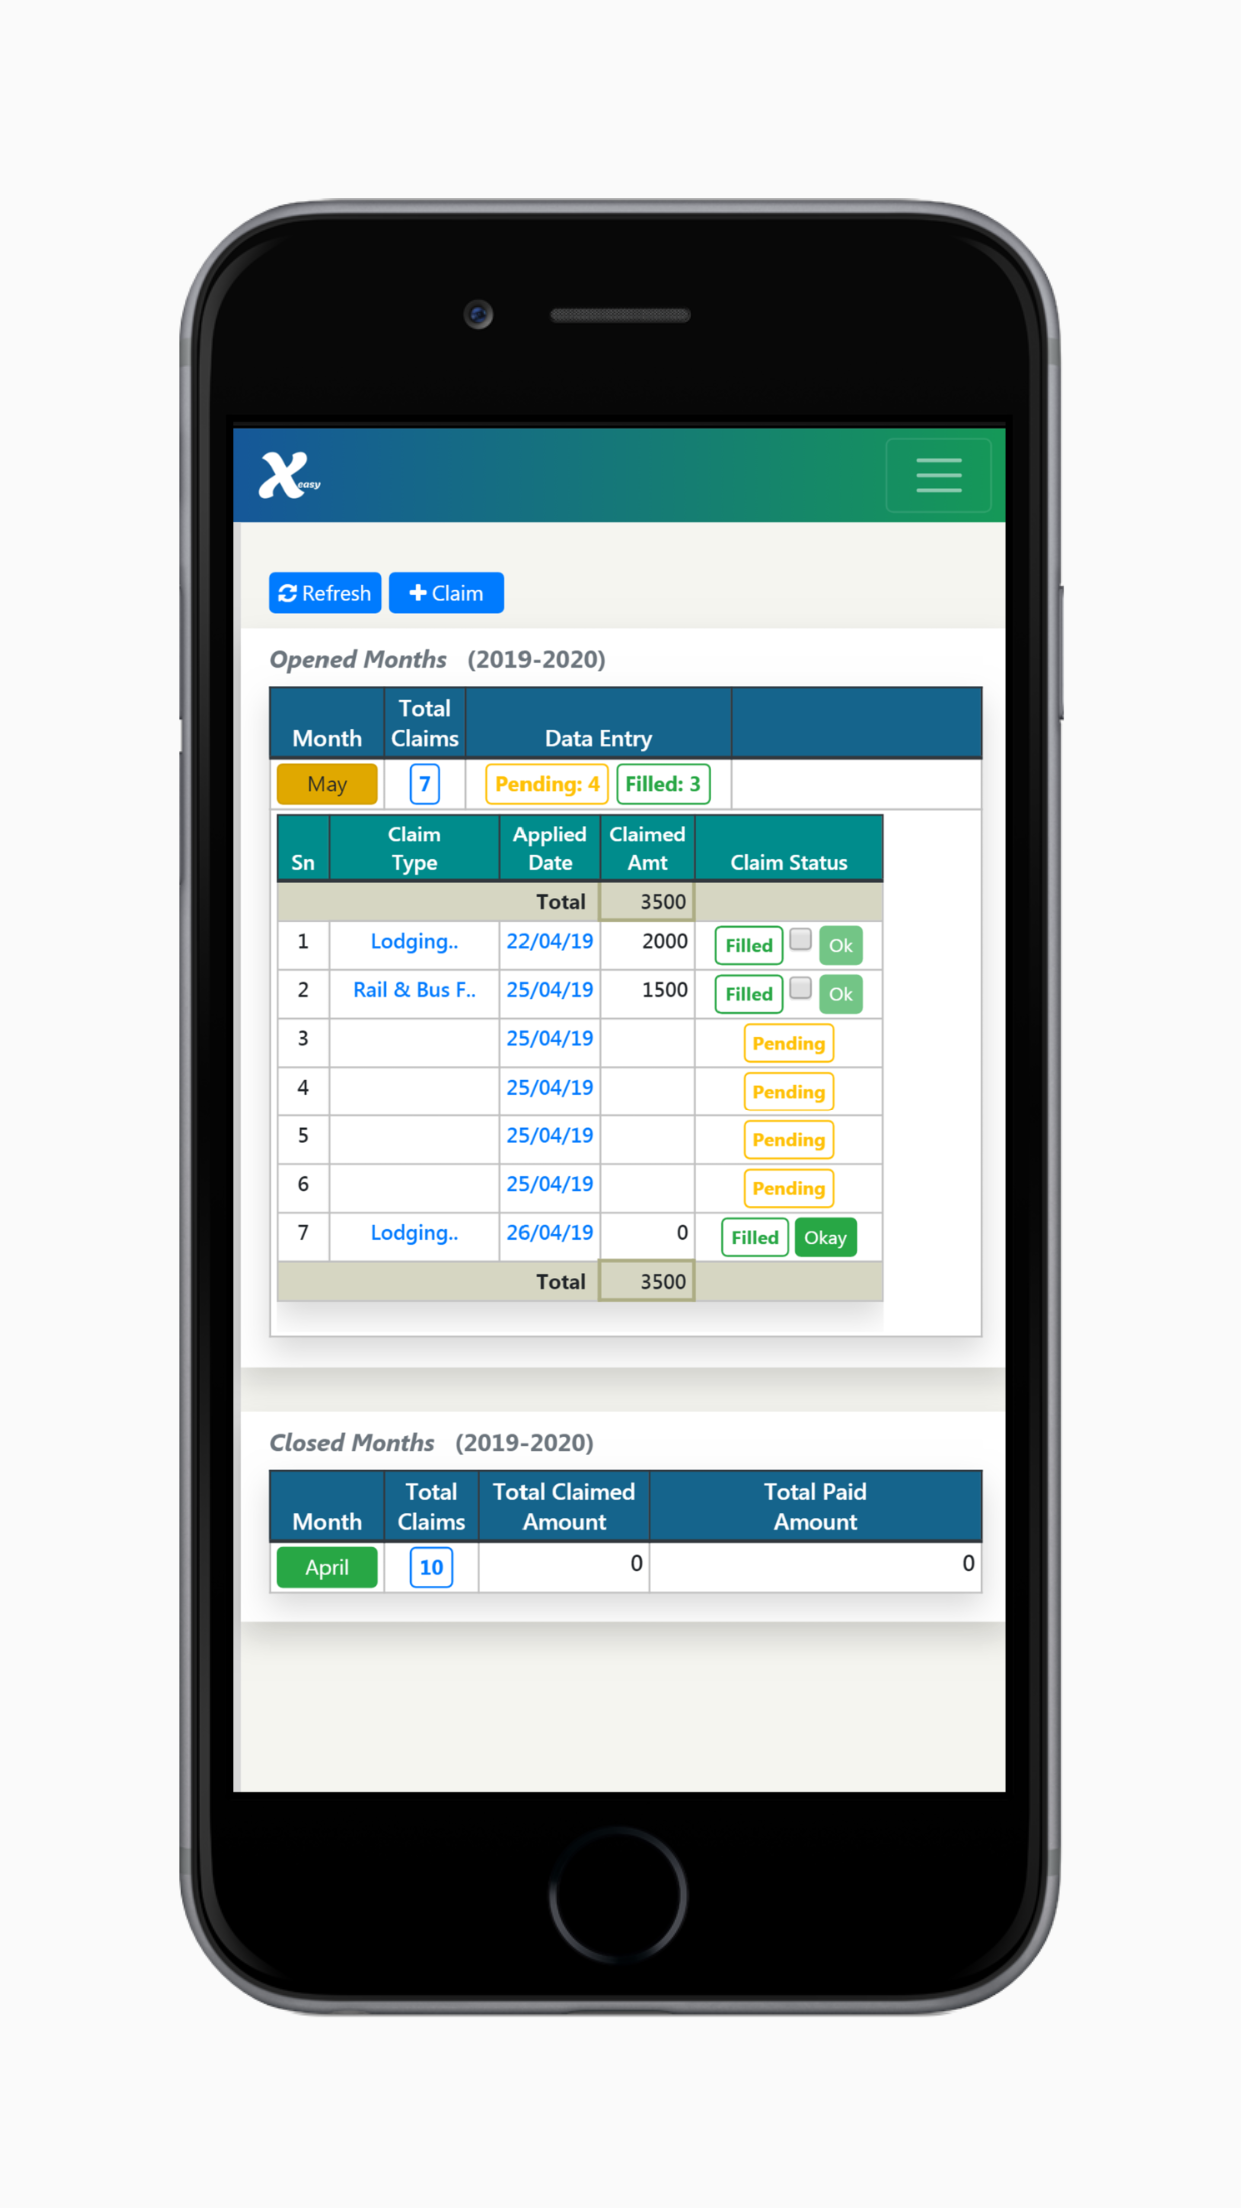 X easy
Refresh + Claim
Opened Months (2019-2020)
Month Total Claims Data Entry
May 7 Pending: 4 Filled: 3
Sn Claim Type Applied Date Claimed Amt Claim Status
Total 3500
1 Lodging.. 22/04/19 2000 Filled Ok
2 Rail & Bus F.. 25/04/19 1500 Filled Ok
3 25/04/19 Pending
4 25/04/19 Pending
5 25/04/19 Pending
6 25/04/19 Pending
7 Lodging.. 26/04/19 0 Filled Okay
Total 3500
Closed Months (2019-2020)
Month Total Claims Total Claimed Amount Total Paid Amount
April 10 0 0